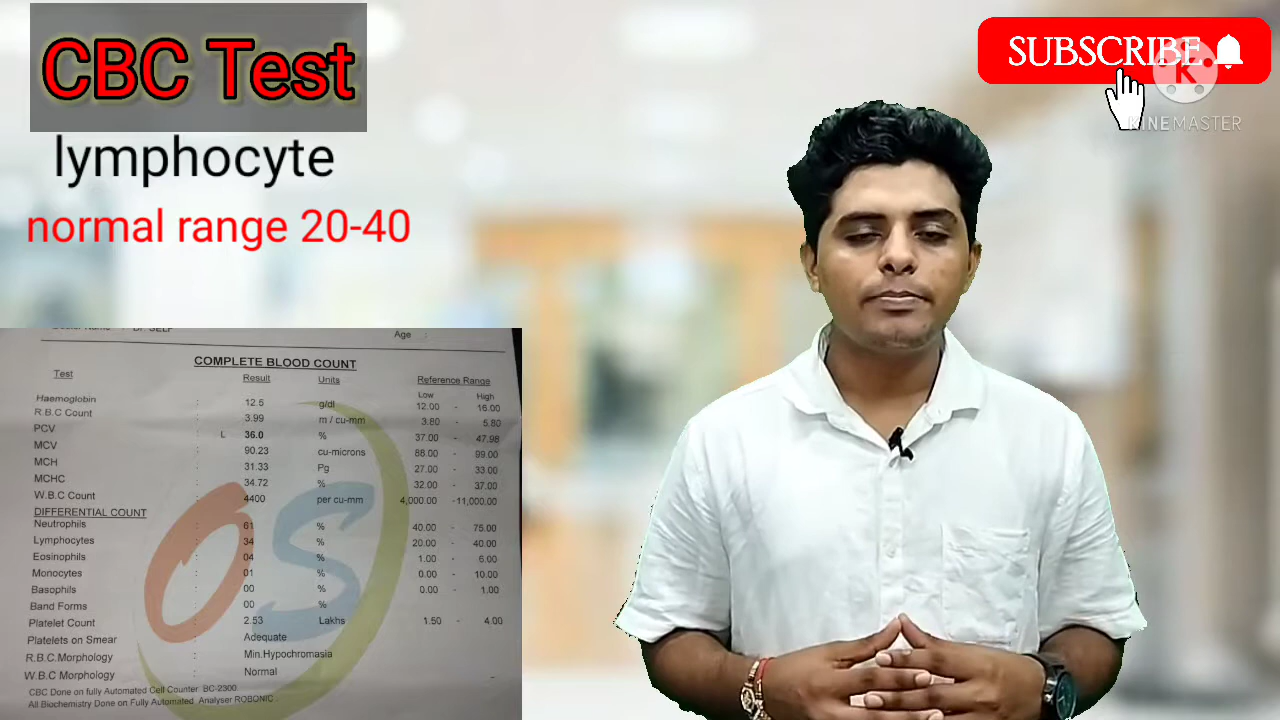 CBC Test
lymphocyte
normal range 20-40
SUBSCRIBE
KINEMASTER
Dr. SELF
Age :
COMPLETE BLOOD COUNT
Test Result Units Reference Range
Low High
Haemoglobin : 12.5 g/dl 12.00 - 16.00
R.B.C Count : 3.99 m / cu-mm 3.80 - 5.80
PCV : L 36.0 % 37.00 - 47.98
MCV : 90.23 cu-microns 88.00 - 99.00
MCH : 31.33 Pg 27.00 - 33.00
MCHC : 34.72 % 32.00 - 37.00
W.B.C Count : 4400 per cu-mm 4,000.00 - 11,000.00
DIFFERENTIAL COUNT
Neutrophils : 61 % 40.00 - 75.00
Lymphocytes : 34 % 20.00 - 40.00
Eosinophils : 04 % 1.00 - 6.00
Monocytes : 01 % 0.00 - 10.00
Basophils : 00 % 0.00 - 1.00
Band Forms : 00 %
Platelet Count : 2.53 Lakhs 1.50 - 4.00
Platelets on Smear : Adequate
R.B.C.Morphology : Min.Hypochromasia
W.B.C Morphology : Normal -
CBC Done on fully Automated Cell Counter BC-2300.
All Biochemistry Done on Fully Automated Analyser ROBONIC .
OS